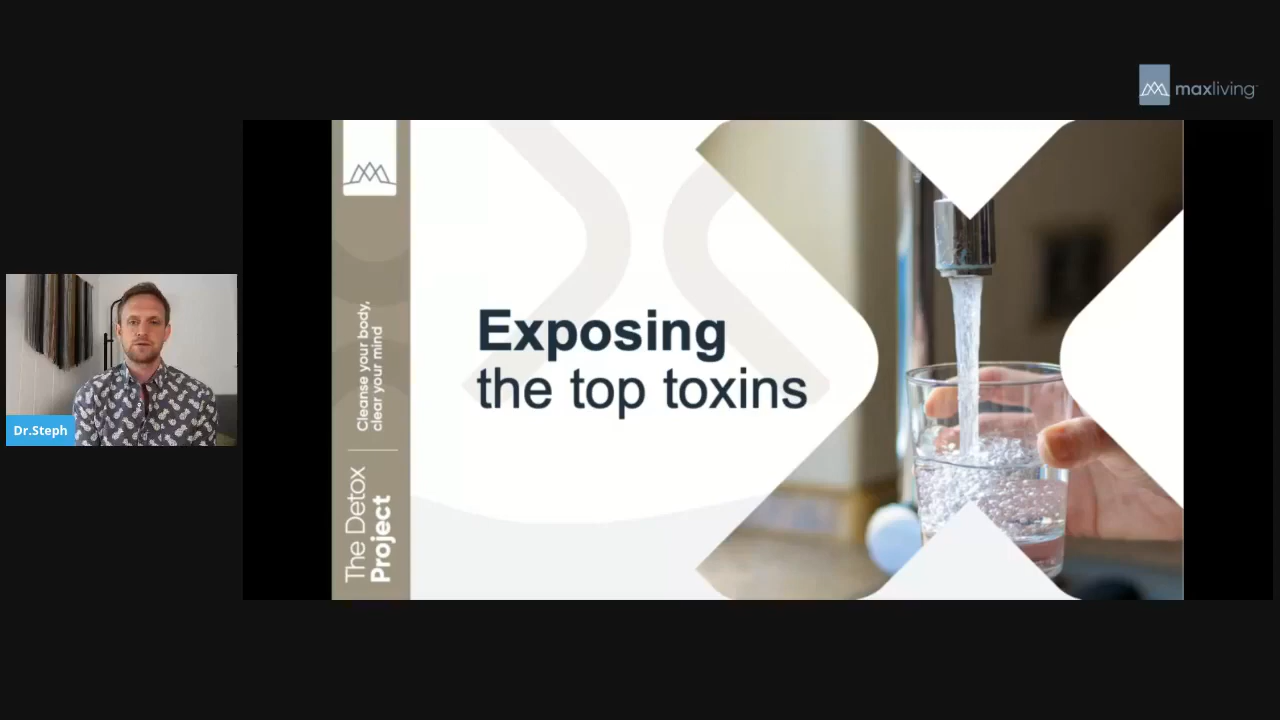 maxliving
Dr.Steph
The Detox
Project
Cleanse your body,
clear your mind
Exposing
the top toxins